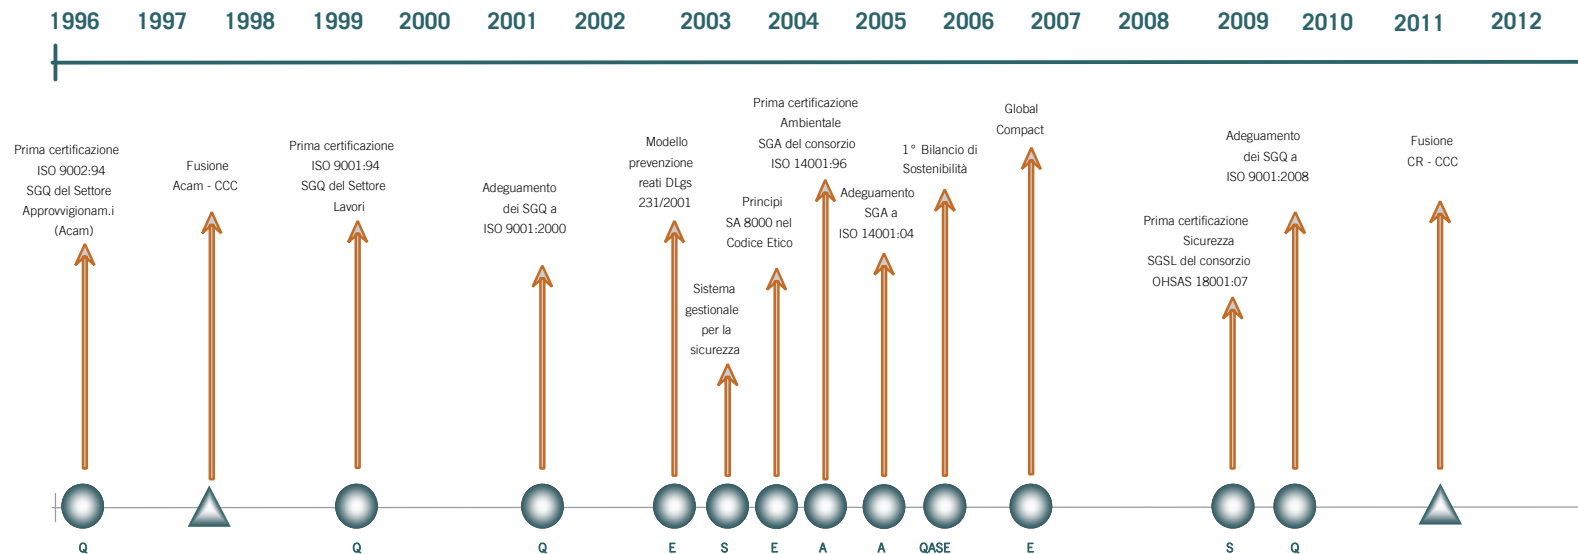 1996 1997 1998 1999 2000 2001 2002 2003 2004 2005 2006 2007 2008 2009 2010 2011 2012
Prima certificazione
ISO 9002:94
SGQ del Settore
Approvvigionam.i
(Acam)
Fusione
Acam - CCC
Prima certificazione
ISO 9001:94
SGQ del Settore
Lavori
Adeguamento
dei SGQ a
ISO 9001:2000
Modello
prevenzione
reati DLgs
231/2001
Sistema
gestionale
per la
sicurezza
Principi
SA 8000 nel
Codice Etico
Prima certificazione
Ambientale
SGA del consorzio
ISO 14001:96
Adeguamento
SGA a
ISO 14001:04
1° Bilancio di
Sostenibilità
Global
Compact
Prima certificazione
Sicurezza
SGSL del consorzio
OHSAS 18001:07
Adeguamento
dei SGQ a
ISO 9001:2008
Fusione
CR - CCC
Q Q Q E S E A A QASE E S Q